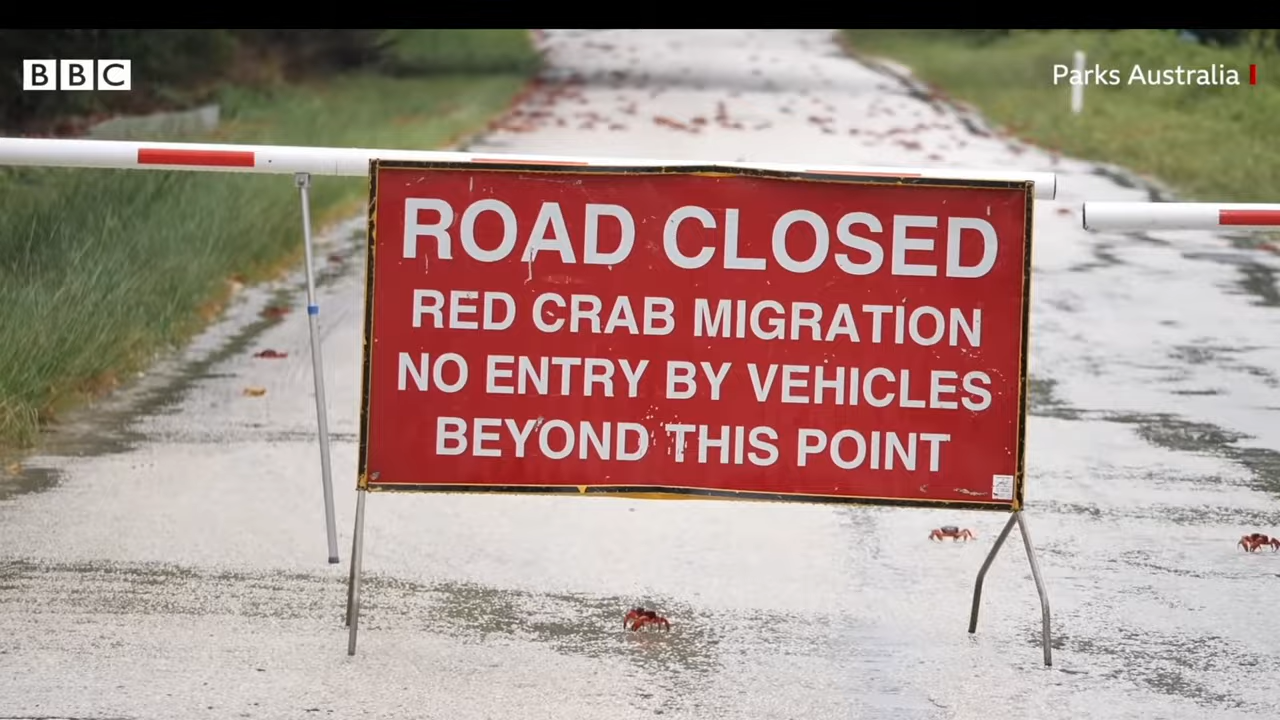 BBC
Parks Australia
ROAD CLOSED
RED CRAB MIGRATION
NO ENTRY BY VEHICLES
BEYOND THIS POINT